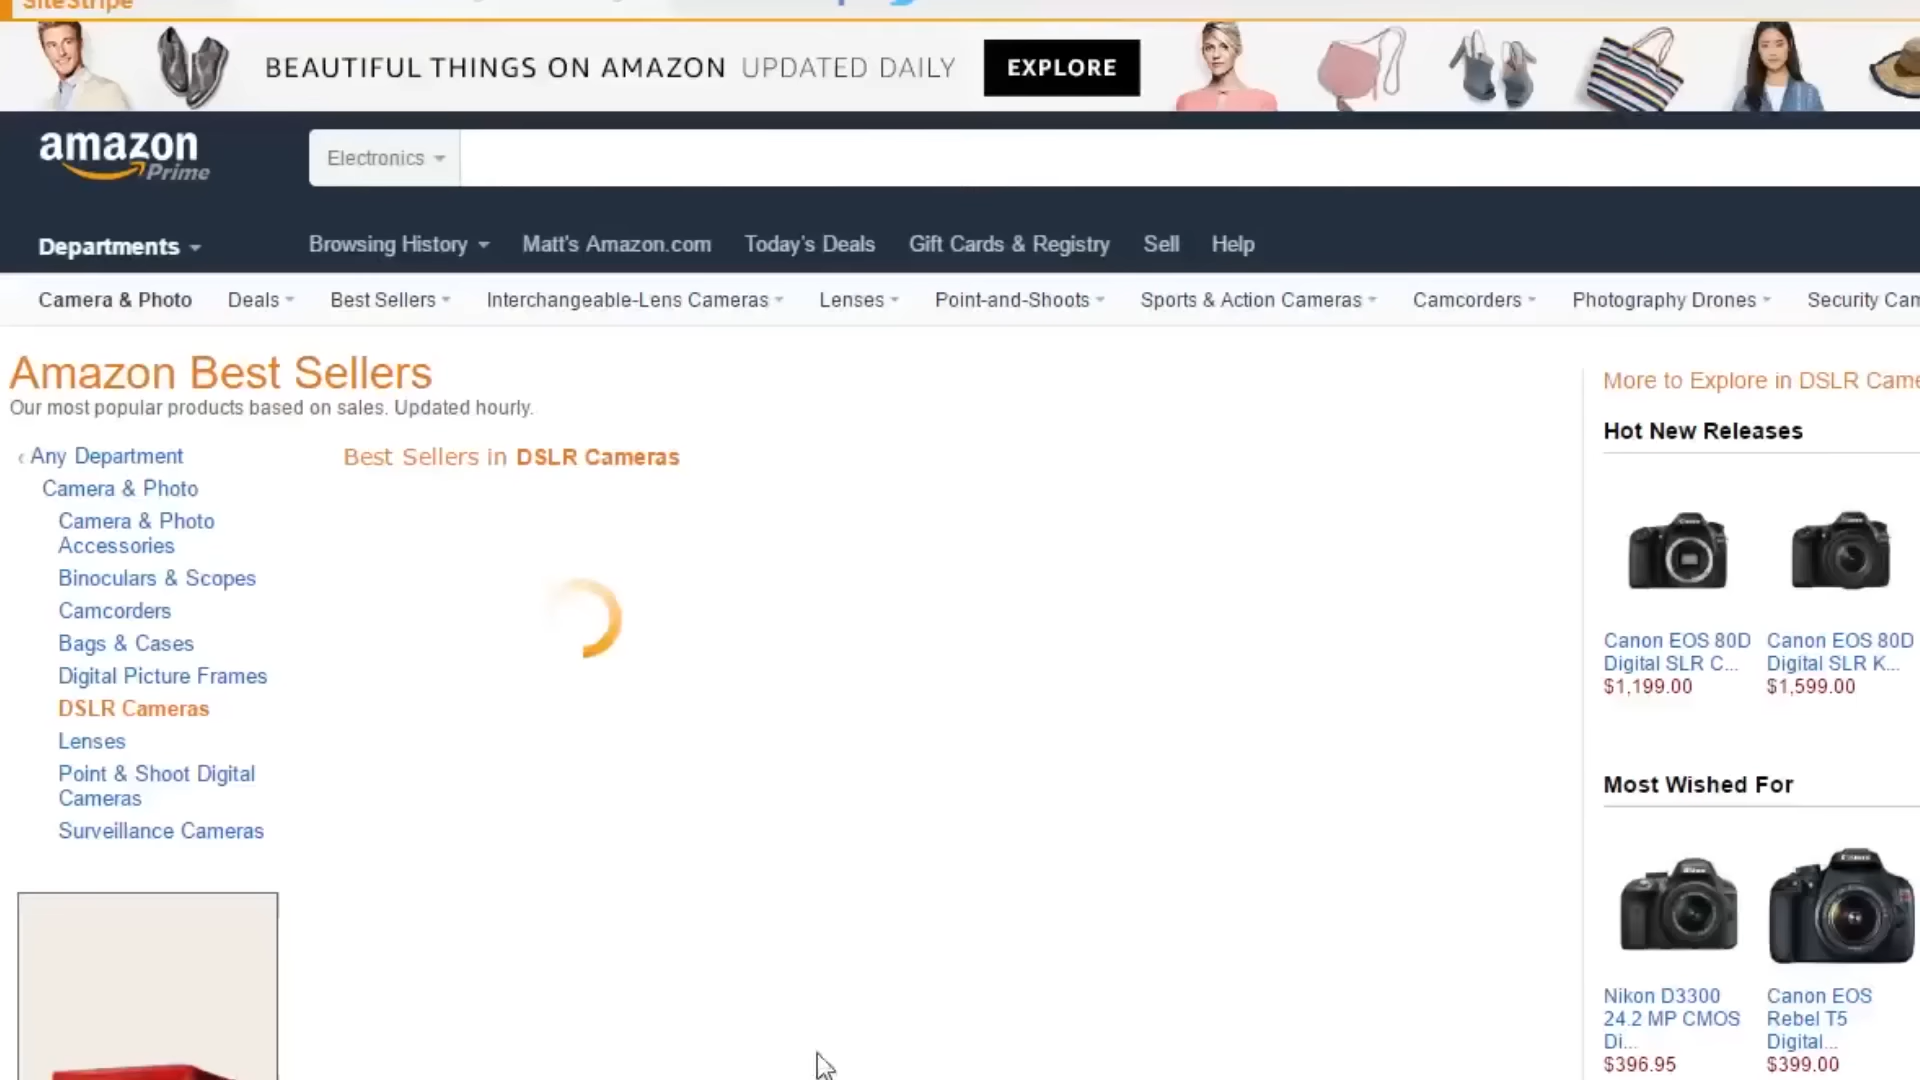 SiteStripe
BEAUTIFUL THINGS ON AMAZON UPDATED DAILY EXPLORE
amazon Prime
Electronics
Departments Browsing History Matt's Amazon.com Today's Deals Gift Cards & Registry Sell Help
Camera & Photo Deals Best Sellers Interchangeable-Lens Cameras Lenses Point-and-Shoots Sports & Action Cameras Camcorders Photography Drones Security Cam
Amazon Best Sellers
Our most popular products based on sales. Updated hourly.
‹ Any Department
Camera & Photo
Camera & Photo
Accessories
Binoculars & Scopes
Camcorders
Bags & Cases
Digital Picture Frames
DSLR Cameras
Lenses
Point & Shoot Digital
Cameras
Surveillance Cameras
Best Sellers in DSLR Cameras
More to Explore in DSLR Came
Hot New Releases
Canon EOS 80D
Digital SLR C...
$1,199.00
Canon EOS 80D
Digital SLR K...
$1,599.00
Most Wished For
Nikon D3300
24.2 MP CMOS
Di...
$396.95
Canon EOS
Rebel T5
Digital...
$399.00